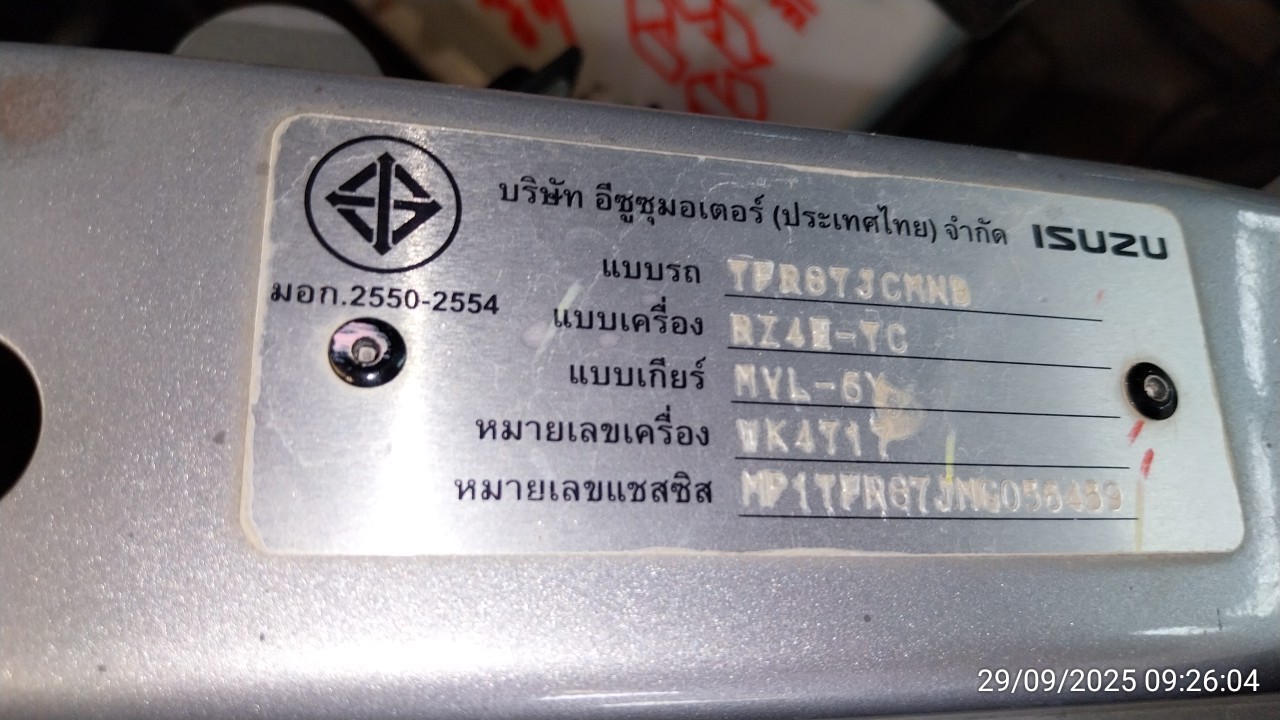 บริษัท อีซูซุมอเตอร์ (ประเทศไทย) จำกัด ISUZU
มอก.2550-2554
แบบรถ TFR87JCMNB
แบบเครื่อง RZ4E-TC
แบบเกียร์ MVL-6Y
หมายเลขเครื่อง
หมายเลขแชสซิส
29/09/2025 09:26:04